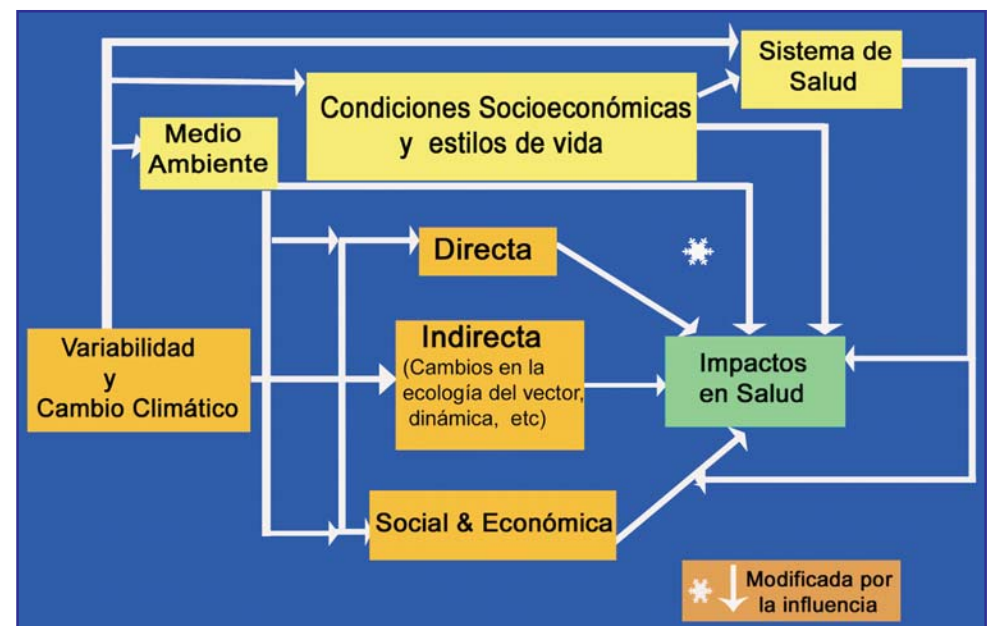 Sistema de
Salud
Condiciones Socioeconómicas
y estilos de vida
Medio
Ambiente
Directa
Variabilidad
y
Cambio Climático
Indirecta
(Cambios en la
ecología del vector,
dinámica, etc)
Impactos
en Salud
Social & Económica
Modificada por
la influencia